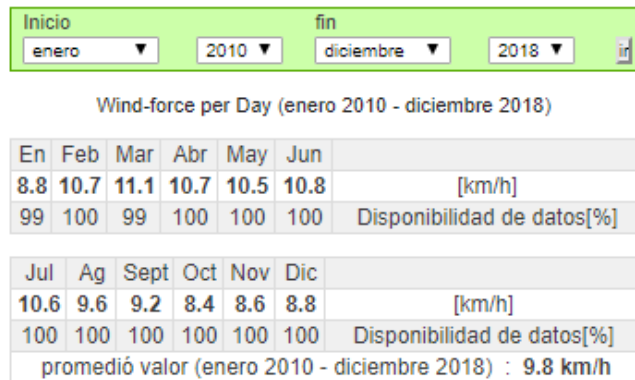 Inicio fin
enero ▼ 2010 ▼ diciembre ▼ 2018 ▼ ir
Wind-force per Day (enero 2010 - diciembre 2018)
En Feb Mar Abr May Jun
8.8 10.7 11.1 10.7 10.5 10.8 [km/h]
99 100 99 100 100 100 Disponibilidad de datos[%]
Jul Ag Sept Oct Nov Dic
10.6 9.6 9.2 8.4 8.6 8.8 [km/h]
100 100 100 100 100 100 Disponibilidad de datos[%]
promedió valor (enero 2010 - diciembre 2018) : 9.8 km/h